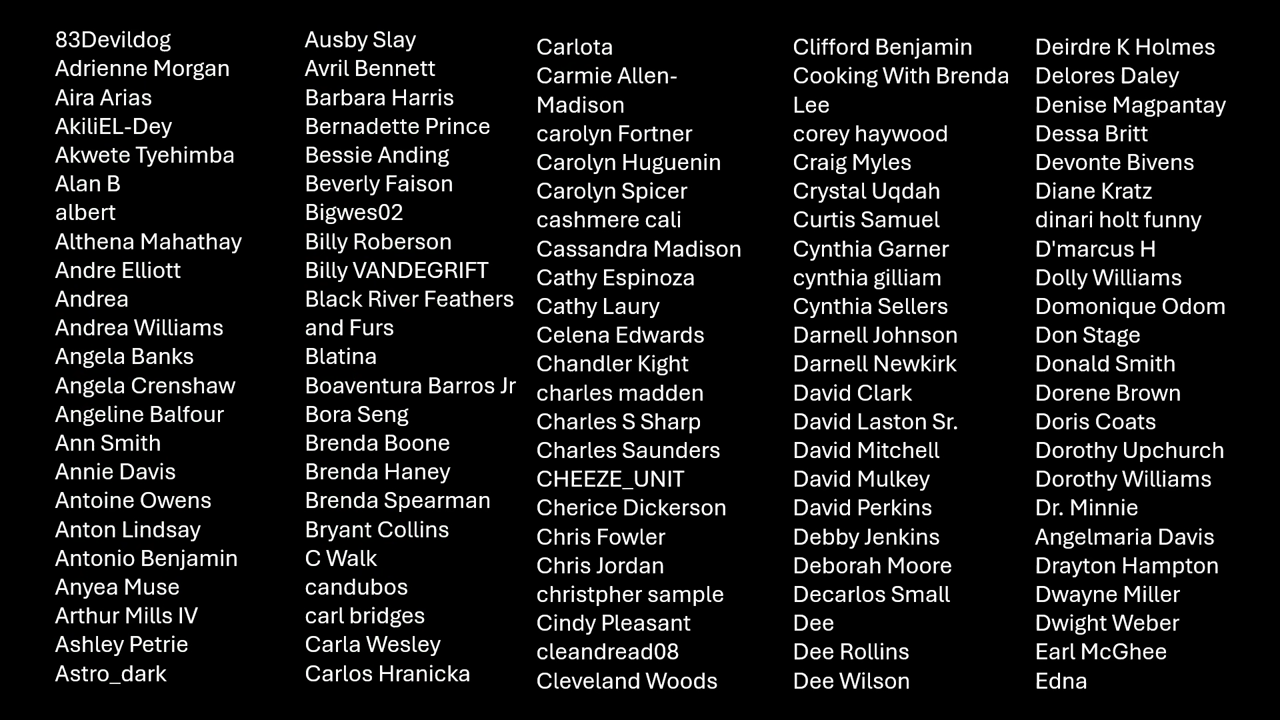 83Devildog
Adrienne Morgan
Aira Arias
AkiliEL-Dey
Akwete Tyehimba
Alan B
albert
Althena Mahathay
Andre Elliott
Andrea
Andrea Williams
Angela Banks
Angela Crenshaw
Angeline Balfour
Ann Smith
Annie Davis
Antoine Owens
Anton Lindsay
Antonio Benjamin
Anyea Muse
Arthur Mills IV
Ashley Petrie
Astro_dark
Ausby Slay
Avril Bennett
Barbara Harris
Bernadette Prince
Bessie Anding
Beverly Faison
Bigwes02
Billy Roberson
Billy VANDEGRIFT
Black River Feathers
and Furs
Blatina
Boaventura Barros Jr
Bora Seng
Brenda Boone
Brenda Haney
Brenda Spearman
Bryant Collins
C Walk
candubos
carl bridges
Carla Wesley
Carlos Hranicka
Carlota
Carmie Allen-
Madison
carolyn Fortner
Carolyn Huguenin
Carolyn Spicer
cashmere cali
Cassandra Madison
Cathy Espinoza
Cathy Laury
Celena Edwards
Chandler Kight
charles madden
Charles S Sharp
Charles Saunders
CHEEZE_UNIT
Cherice Dickerson
Chris Fowler
Chris Jordan
christpher sample
Cindy Pleasant
cleandread08
Cleveland Woods
Clifford Benjamin
Cooking With Brenda
Lee
corey haywood
Craig Myles
Crystal Uqdah
Curtis Samuel
Cynthia Garner
cynthia gilliam
Cynthia Sellers
Darnell Johnson
Darnell Newkirk
David Clark
David Laston Sr.
David Mitchell
David Mulkey
David Perkins
Debby Jenkins
Deborah Moore
Decarlos Small
Dee
Dee Rollins
Dee Wilson
Deirdre K Holmes
Delores Daley
Denise Magpantay
Dessa Britt
Devonte Bivens
Diane Kratz
dinari holt funny
D'marcus H
Dolly Williams
Domonique Odom
Don Stage
Donald Smith
Dorene Brown
Doris Coats
Dorothy Upchurch
Dorothy Williams
Dr. Minnie
Angelmaria Davis
Drayton Hampton
Dwayne Miller
Dwight Weber
Earl McGhee
Edna